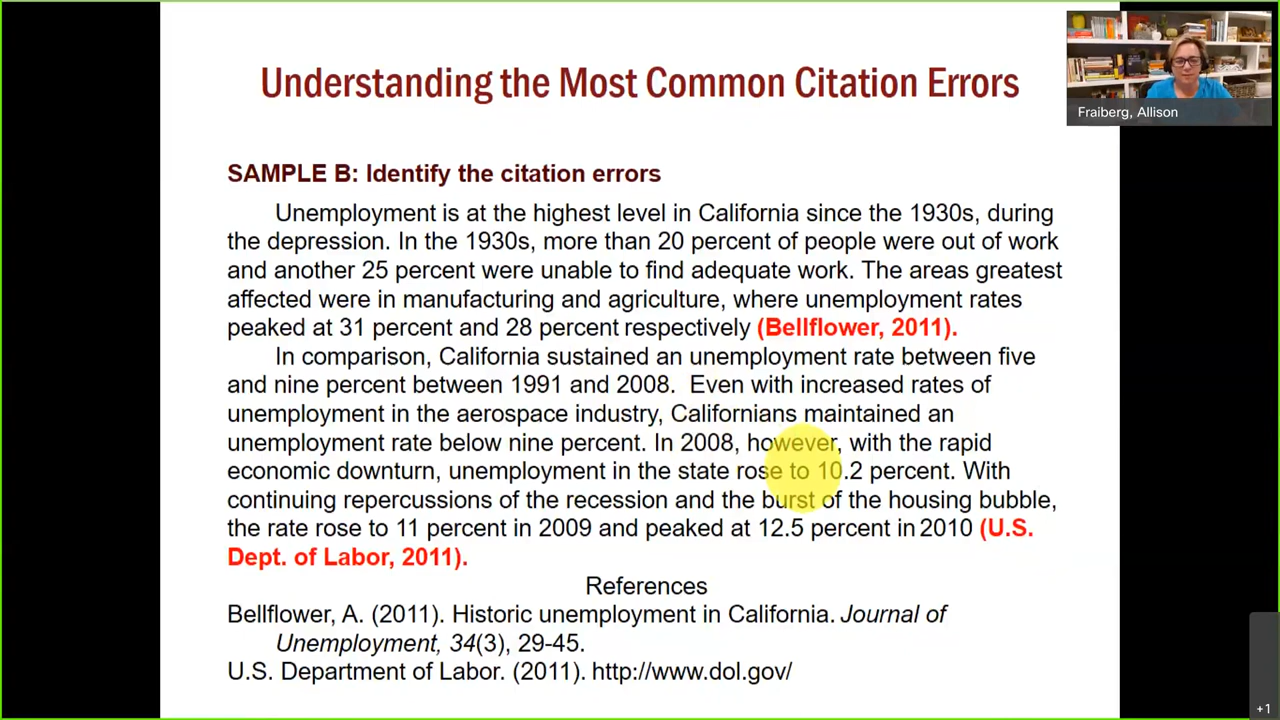 Understanding the Most Common Citation Errors
Fraiberg, Allison
SAMPLE B: Identify the citation errors
Unemployment is at the highest level in California since the 1930s, during
the depression. In the 1930s, more than 20 percent of people were out of work
and another 25 percent were unable to find adequate work. The areas greatest
affected were in manufacturing and agriculture, where unemployment rates
peaked at 31 percent and 28 percent respectively (Bellflower, 2011).
In comparison, California sustained an unemployment rate between five
and nine percent between 1991 and 2008. Even with increased rates of
unemployment in the aerospace industry, Californians maintained an
unemployment rate below nine percent. In 2008, however, with the rapid
economic downturn, unemployment in the state rose to 10.2 percent. With
continuing repercussions of the recession and the burst of the housing bubble,
the rate rose to 11 percent in 2009 and peaked at 12.5 percent in 2010 (U.S.
Dept. of Labor, 2011).
References
Bellflower, A. (2011). Historic unemployment in California. Journal of
Unemployment, 34(3), 29-45.
U.S. Department of Labor. (2011). http://www.dol.gov/
+1